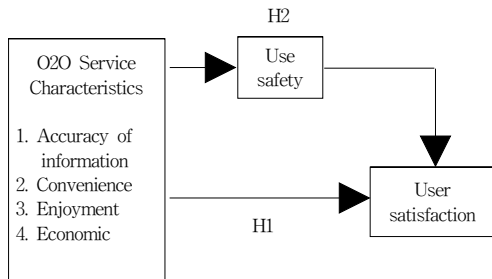 H2
O2O Service
Characteristics
1. Accuracy of
information
2. Convenience
3. Enjoyment
4. Economic
Use
safety
User
satisfaction
H1